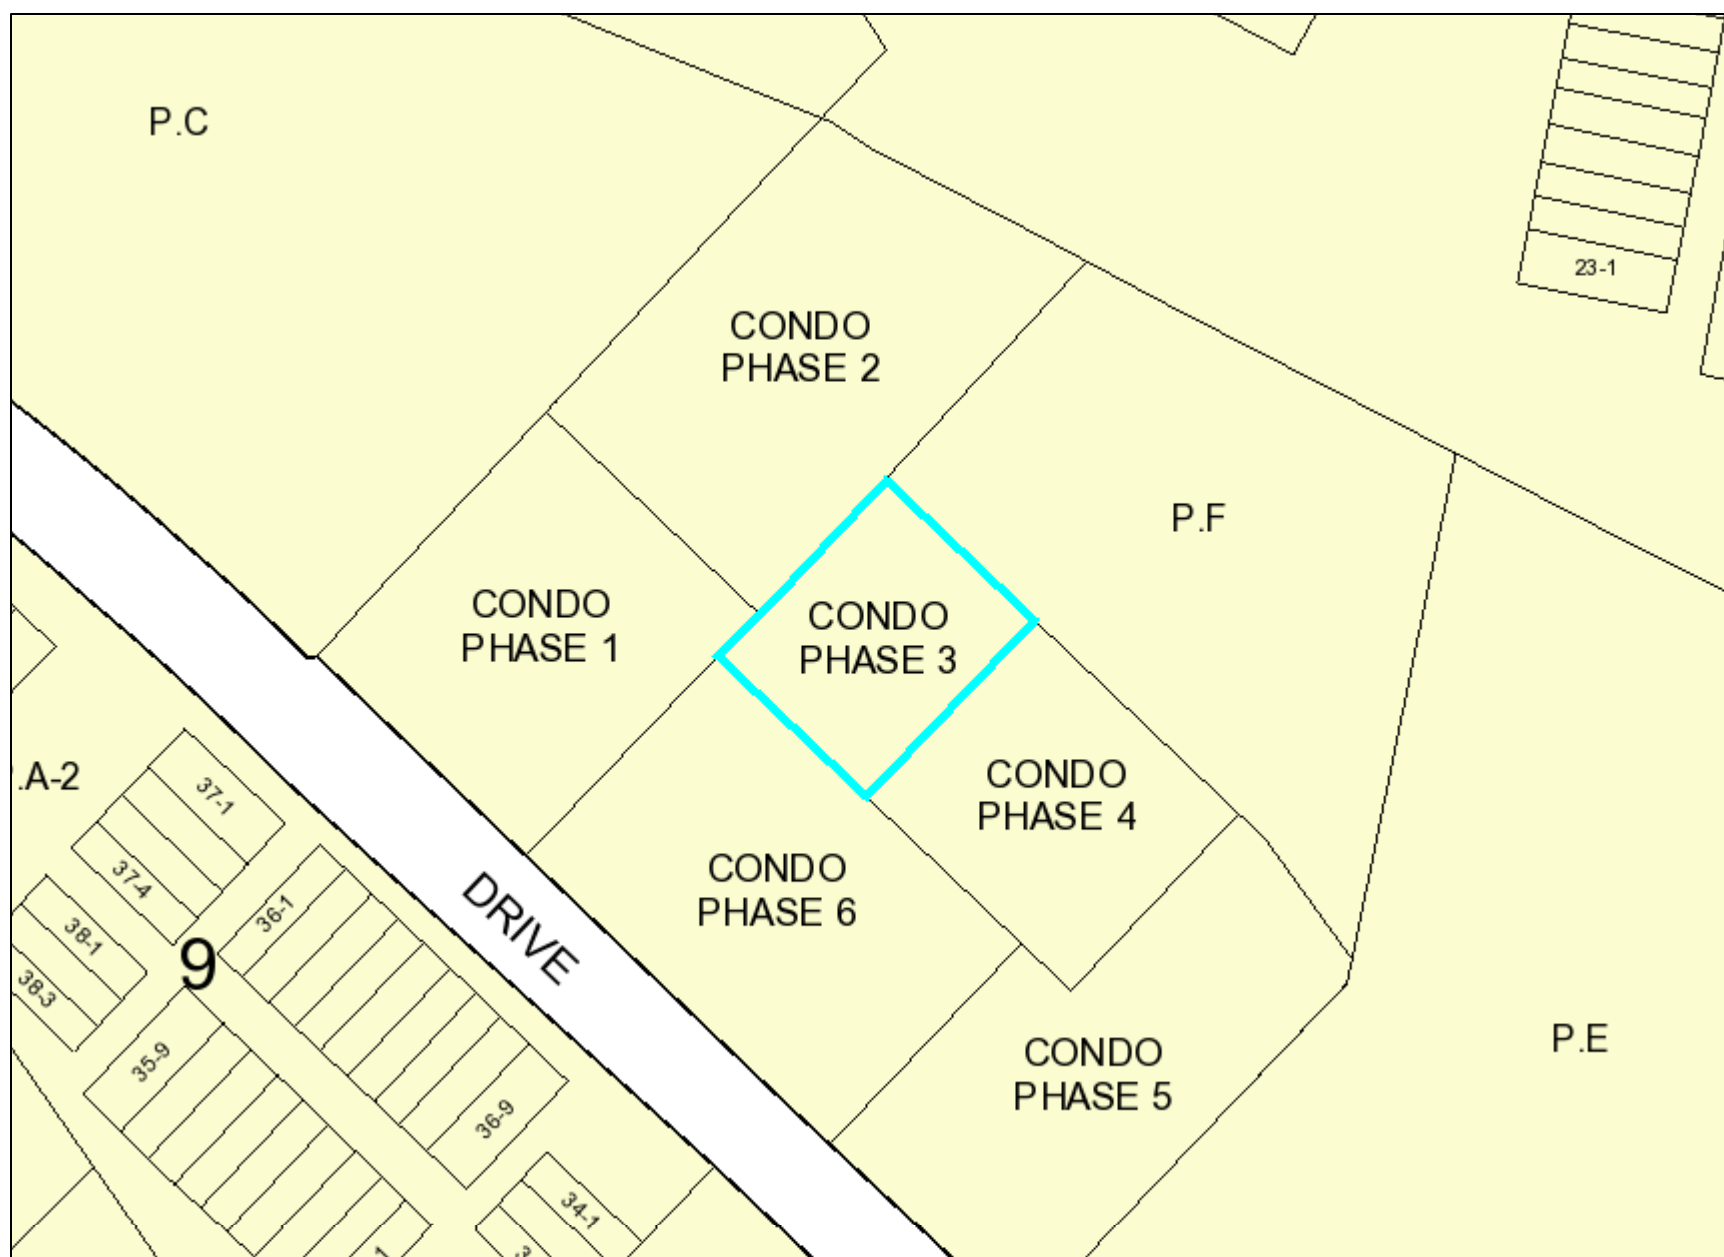 P.C
23-1
CONDO
PHASE 2
P.F
CONDO
PHASE 1
CONDO
PHASE 3
.A-2
37-1
CONDO
PHASE 4
37-4
CONDO
PHASE 6
36-1
DRIVE
38-1
9
38-3
35-9
P.E
CONDO
PHASE 5
36-9
34-1